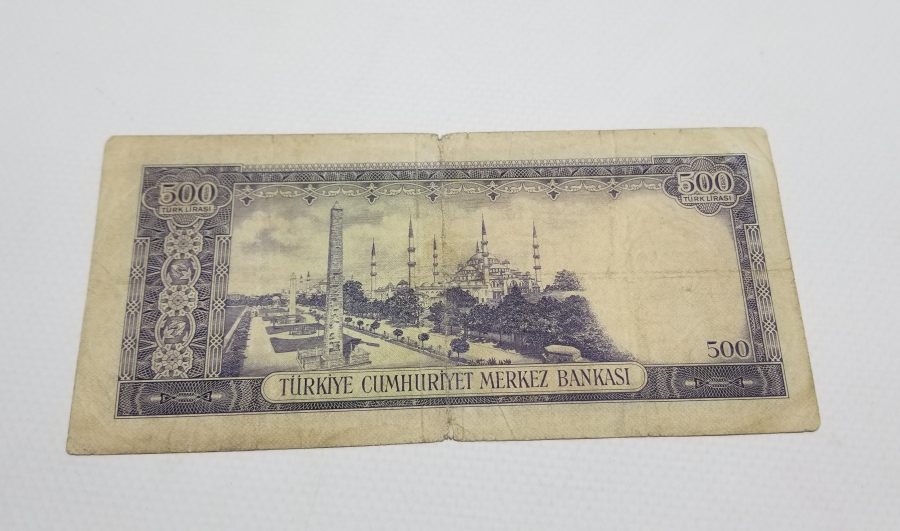 500
TÜRK LİRASI
500
TÜRK LİRASI
500
TÜRKİYE CUMHURİYET MERKEZ BANKASI